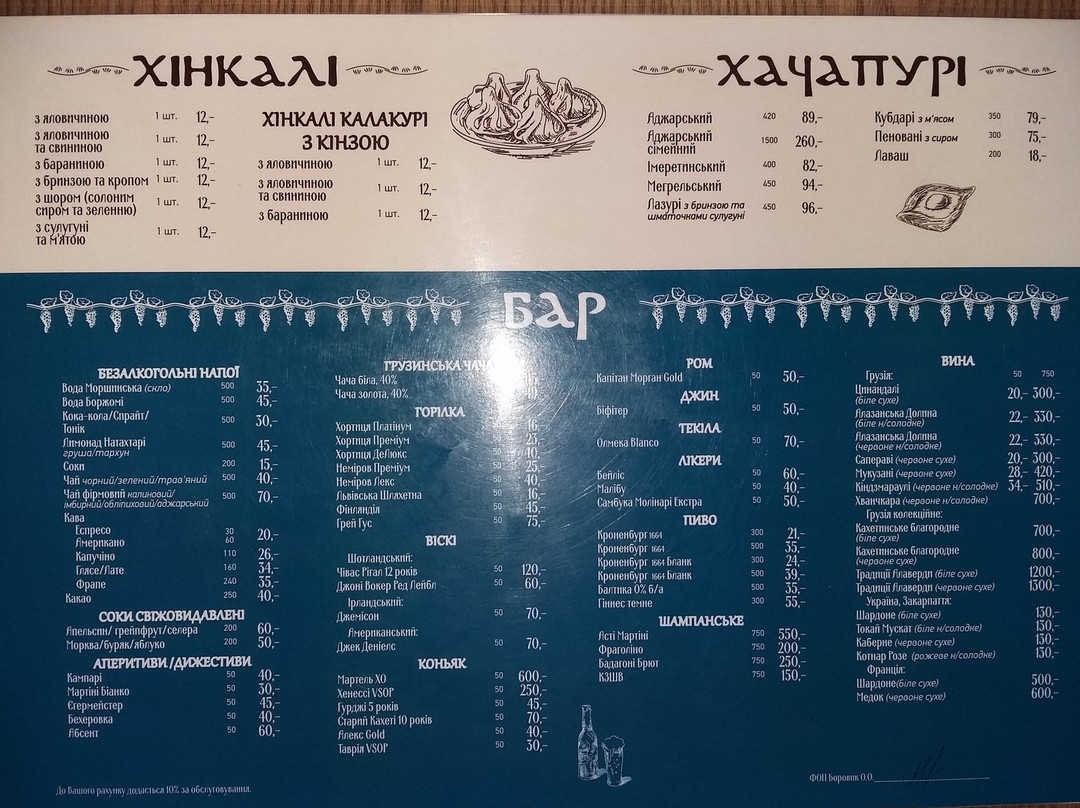 ХІНКАЛІ
з яловичиною 1 шт. 12,–
з яловичиною
та свининою 1 шт. 12,–
з бараниною 1 шт. 12,–
з бринзою та кропом 1 шт. 12,–
з шором (солоним
сиром та зеленню) 1 шт. 12,–
з сулугуні
та м'ятою 1 шт. 12,–
ХІНКАЛІ КАЛАКУРІ
З КІНЗОЮ
з яловичиною 1 шт. 12,–
з яловичиною
та свининою 1 шт. 12,–
з бараниною 1 шт. 12,–
ХАЧАПУРІ
Аджарський 420 89,–
Аджарський
сімейний 1500 260,–
Імеретинський 400 82,–
Мегрельський 450 94,–
Лазурі з бринзою та
шматочками сулугуні 450 96,–
Кубдарі з м'ясом 350 79,–
Пеновані з сиром 300 75,–
Лаваш 200 18,–
БАР
БЕЗАЛКОГОЛЬНІ НАПОЇ
Вода Моршинська (скло) 500 35,–
Вода Боржомі 500 45,–
Кока-кола/Спрайт/
Тонік 500 30,–
Лимонад Натахтарі
груша/тархун 500 45,–
Соки 200 15,–
Чай чорний/зелений/трав'яний 500 40,–
Чай фірмовий калиновий/
імбирний/обліпиховий/аджарський 500 70,–
Кава
Еспресо 30
Американо 60 20,–
Капучіно 110 26,–
Глясе/Лате 160 34,–
Фрапе 240 35,–
Какао 250 40,–
СОКИ СВІЖОВИДАВЛЕНІ
Апельсин/ грейпфрут/селера 200 60,–
Морква/буряк/яблуко 200 50,–
АПЕРИТИВИ /ДИЖЕСТИВИ
Кампарі 50 40,–
Мартіні Біанко 50 30,–
Єгермейстер 50 45,–
Бехеровка 50 40,–
Абсент 50 60,–
ГРУЗИНСЬКА ЧАЧА
Чача біла, 40%
Чача золота, 40%
ГОРІЛКА
Хортиця Платінум 16,–
Хортиця Преміум 23,–
Хортиця ДеЛюкс 40,–
Неміров Преміум 25,–
Неміров Лекс 40,–
Львівська Шляхетна 16,–
Фінляндія 45,–
Грей Гус 75,–
ВІСКІ
Шотландський:
Чівас Рігал 12 років 50 120,–
Джоні Вокер Ред Лейбл 50 60,–
Ірландський:
Джемісон 50 70,–
Американський:
Джек Деніелс 50 70,–
КОНЬЯК
Мартель ХО 50 600,–
Хенессі VSOP 50 250,–
Гурджі 5 років 50 45,–
Старий Кахеті 10 років 50 70,–
Алекс Gold 50 40,–
Таврія VSOP 50 30,–
РОМ
Капітан Морган Gold 50 50,–
ДЖИН
Біфітер 50 50,–
ТЕКІЛА
Олмека Blanco 50 70,–
ЛІКЕРИ
Бейліс 50 60,–
Малібу 50 40,–
Самбука Молінарі Екстра 50 50,–
ПИВО
Кроненбург 1664 300 21,–
Кроненбург 1664 500 35,–
Кроненбург 1664 Бланк 300 24,–
Кроненбург 1664 Бланк 500 39,–
Балтика 0% б/а 500 35,–
Гіннес темне 300 55,–
ШАМПАНСЬКЕ
Асті Мартіні 750 550,–
Фраголіно 750 200,–
Бадагоні Брют 750 250,–
КЗШВ 750 150,–
ВИНА
Грузія: 50 750
Цинандалі
(біле сухе) 20,– 300,–
Алазанська Долина
(біле н/солодке) 22,– 330,–
Алазанська Долина
(червоне н/солодке) 22,– 330,–
Сапераві (червоне сухе) 20,– 300,–
Мукузані (червоне сухе) 28,– 420,–
Кіндзмараулі (червоне н/солодке) 34,– 510,–
Хванчкара (червоне н/солодке) 700,–
Грузія колекційне:
Кахетинське благородне
(біле сухе) 700,–
Кахетинське благородне
(червоне сухе) 800,–
Традиції Алаверди (біле сухе) 1200,–
Традиції Алаверди (червоне сухе) 1300,–
Україна, Закарпаття:
Шардоне (біле сухе) 130,–
Токай Мускат (біле н/солодке) 130,–
Каберне (червоне сухе) 130,–
Котнар Розе (рожеве н/солодке) 130,–
Франція:
Шардоне(біле сухе) 500,–
Медок (червоне сухе) 600,–
До Вашого рахунку додається 10% за обслуговування.
ФОП Боровик О.О.